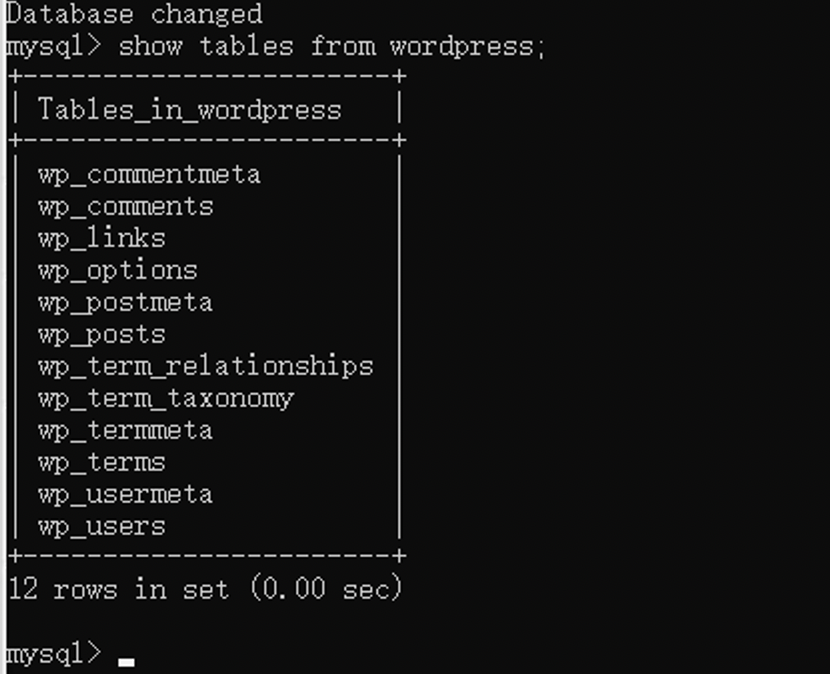 Database changed
mysql> show tables from wordpress;
+-----------------------+
| Tables_in_wordpress   |
+-----------------------+
| wp_commentmeta        |
| wp_comments           |
| wp_links              |
| wp_options            |
| wp_postmeta           |
| wp_posts              |
| wp_term_relationships |
| wp_term_taxonomy      |
| wp_termmeta           |
| wp_terms              |
| wp_usermeta           |
| wp_users              |
+-----------------------+
12 rows in set (0.00 sec)
mysql> _